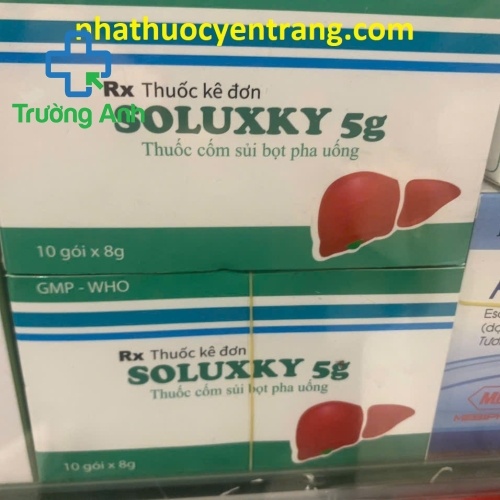 nhathuocyentrang.com
Trường Anh
Rx Thuốc kê đơn
SOLUXKY 5g
Thuốc cốm sủi bọt pha uống
10 gói x 8g
GMP - WHO
Rx Thuốc kê đơn
SOLUXKY 5g
Thuốc cốm sủi bọt pha uống
10 gói x 8g